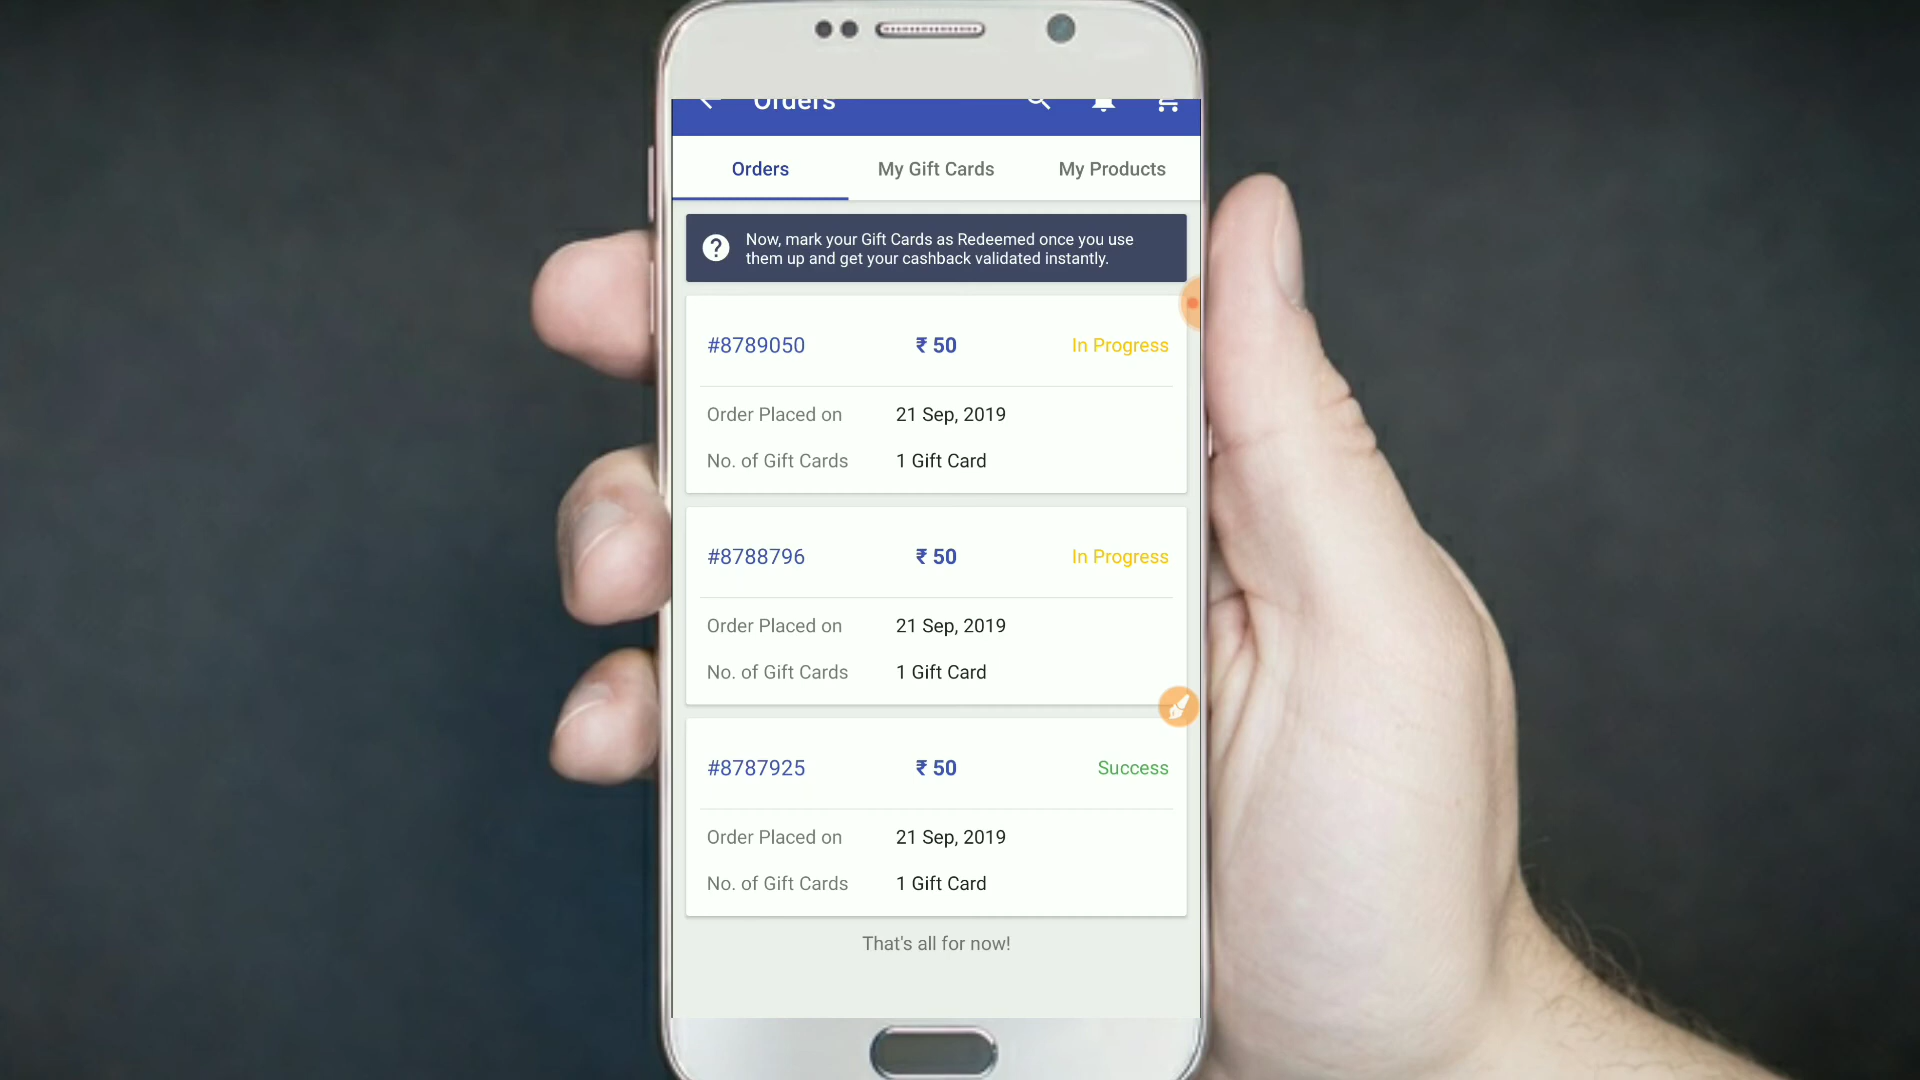 Orders
Orders My Gift Cards My Products
Now, mark your Gift Cards as Redeemed once you use
them up and get your cashback validated instantly.
#8789050 ₹ 50 In Progress
Order Placed on 21 Sep, 2019
No. of Gift Cards 1 Gift Card
#8788796 ₹ 50 In Progress
Order Placed on 21 Sep, 2019
No. of Gift Cards 1 Gift Card
#8787925 ₹ 50 Success
Order Placed on 21 Sep, 2019
No. of Gift Cards 1 Gift Card
That's all for now!